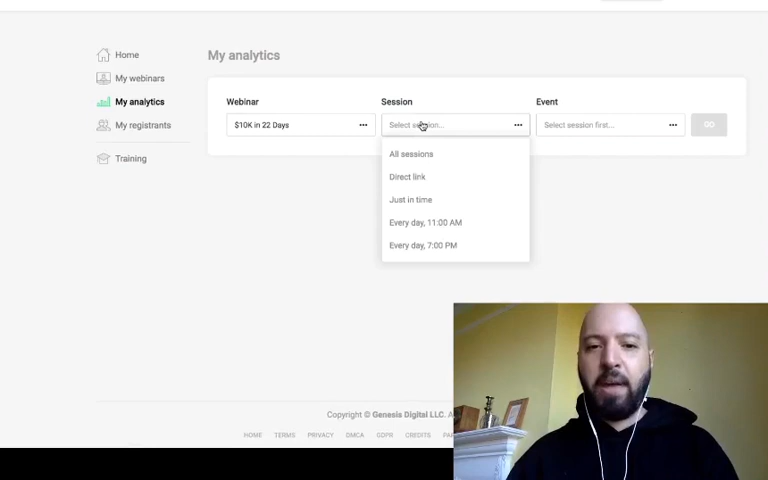 Home
My webinars
My analytics
My registrants
Training
My analytics
Webinar
Session
Event
$10K in 22 Days
Select session...
Select session first...
GO
All sessions
Direct link
Just in time
Every day, 11:00 AM
Every day, 7:00 PM
Copyright © Genesis Digital LLC.
HOME TERMS PRIVACY DMCA GDPR CREDITS